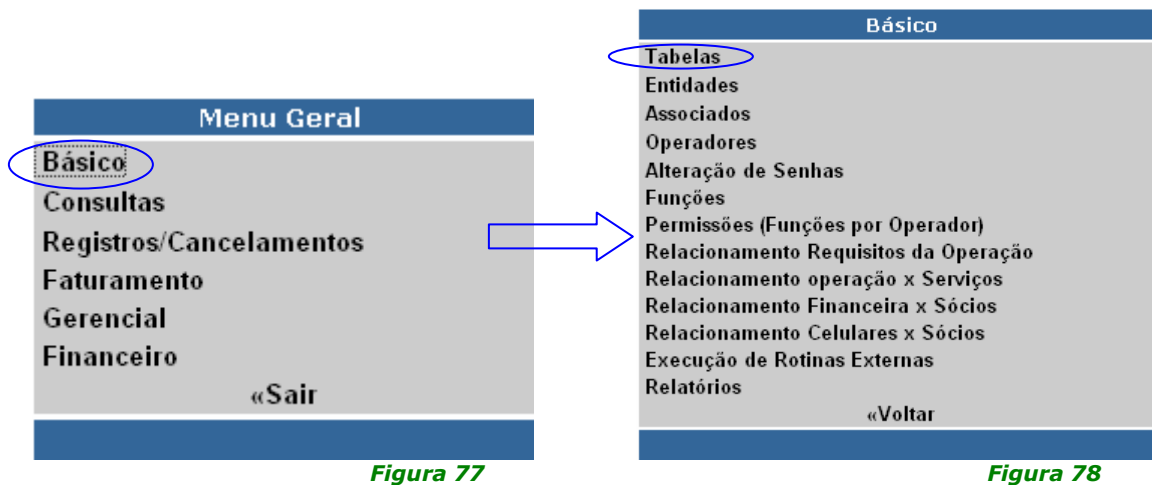 Menu Geral
Básico
Consultas
Registros/Cancelamentos
Faturamento
Gerencial
Financeiro
«Sair
Figura 77
Básico
Tabelas
Entidades
Associados
Operadores
Alteração de Senhas
Funções
Permissões (Funções por Operador)
Relacionamento Requisitos da Operação
Relacionamento operação x Serviços
Relacionamento Financeira x Sócios
Relacionamento Celulares x Sócios
Execução de Rotinas Externas
Relatórios
«Voltar
Figura 78